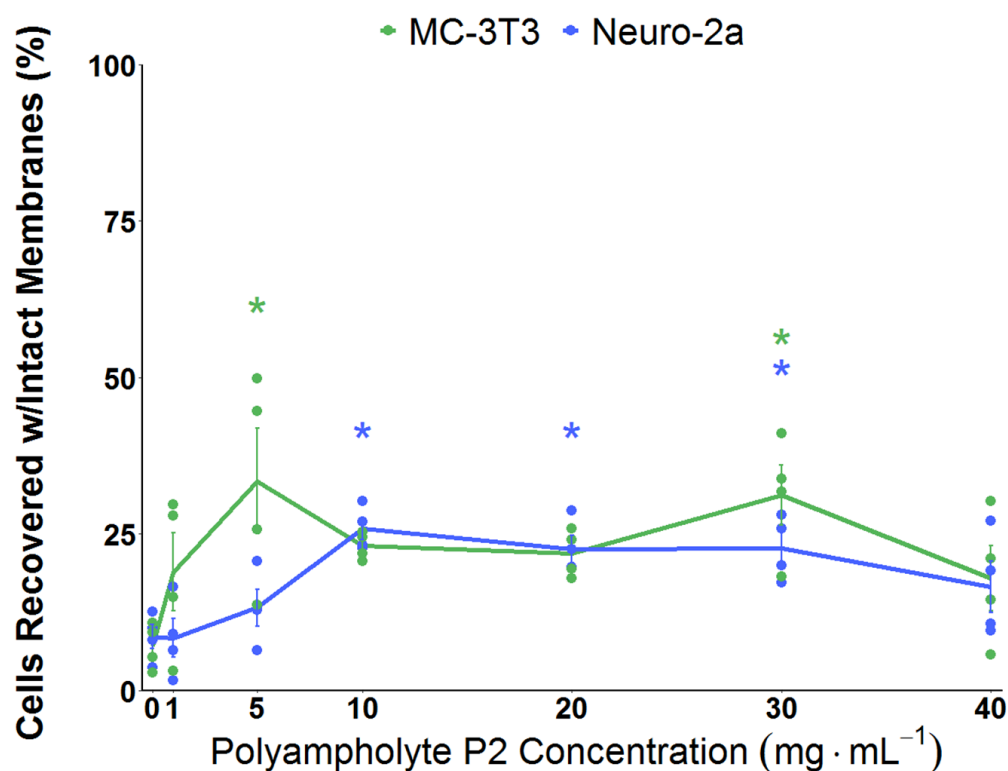 MC-3T3 Neuro-2a
Cells Recovered w/Intact Membranes (%)
100
75
50
25
0
* * * * *
0 1 5 10 20 30 40
Polyampholyte P2 Concentration (mg · mL⁻¹)